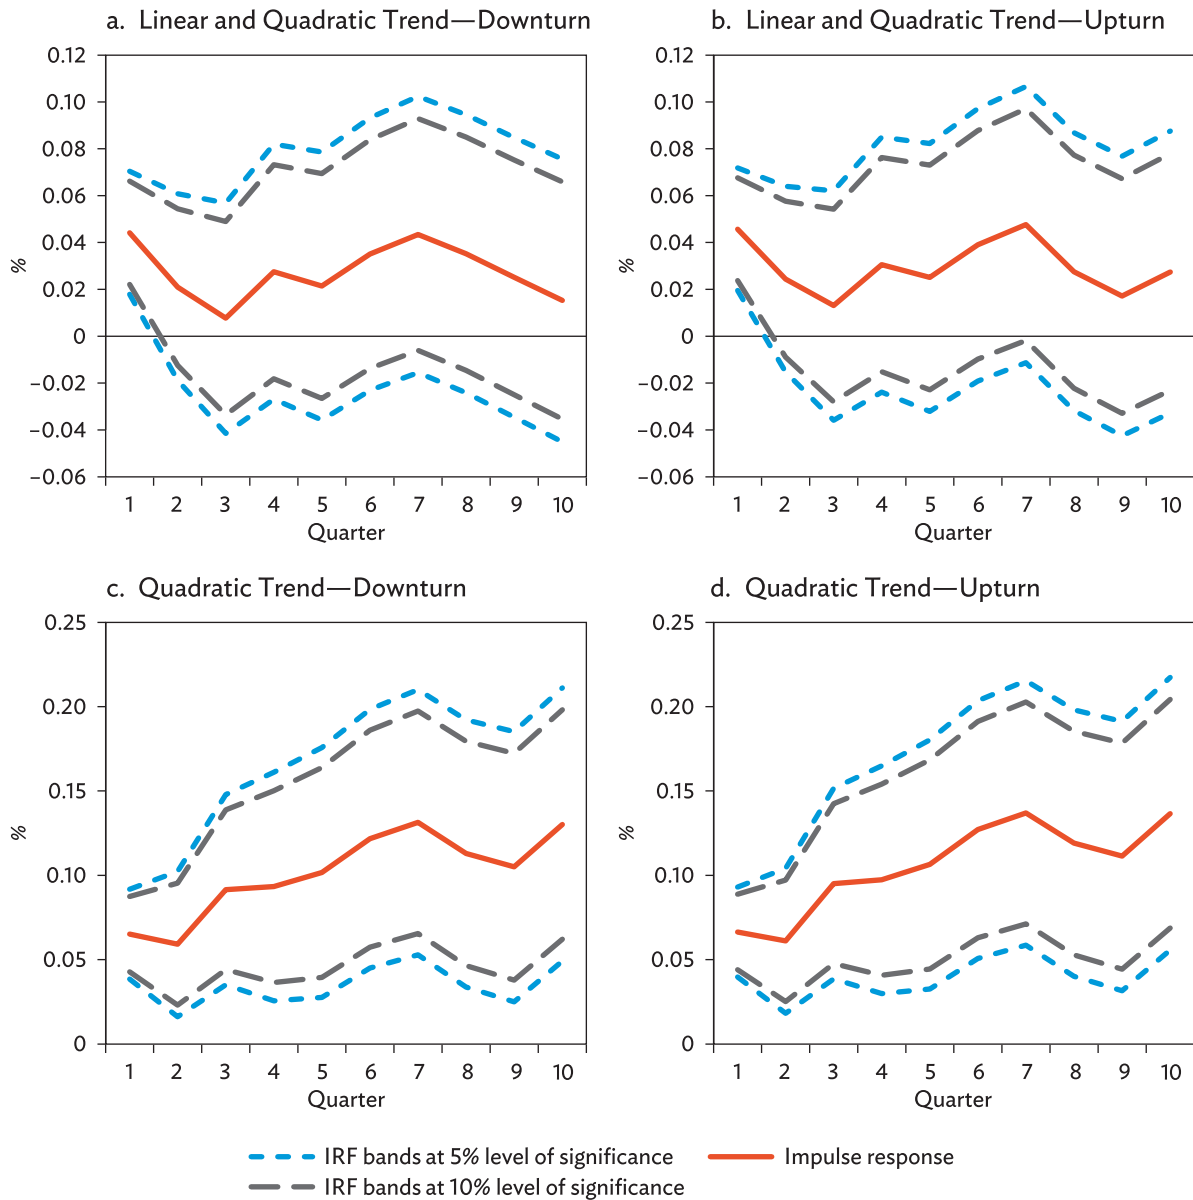 a. Linear and Quadratic Trend—Downturn
0.12
0.10
0.08
0.06
0.04
0.02
0
–0.02
–0.04
–0.06
%
1 2 3 4 5 6 7 8 9 10
Quarter
b. Linear and Quadratic Trend—Upturn
0.12
0.10
0.08
0.06
0.04
0.02
0
–0.02
–0.04
–0.06
%
1 2 3 4 5 6 7 8 9 10
Quarter
c. Quadratic Trend—Downturn
0.25
0.20
0.15
0.10
0.05
0
%
1 2 3 4 5 6 7 8 9 10
Quarter
d. Quadratic Trend—Upturn
0.25
0.20
0.15
0.10
0.05
0
%
1 2 3 4 5 6 7 8 9 10
Quarter
IRF bands at 5% level of significance
Impulse response
IRF bands at 10% level of significance